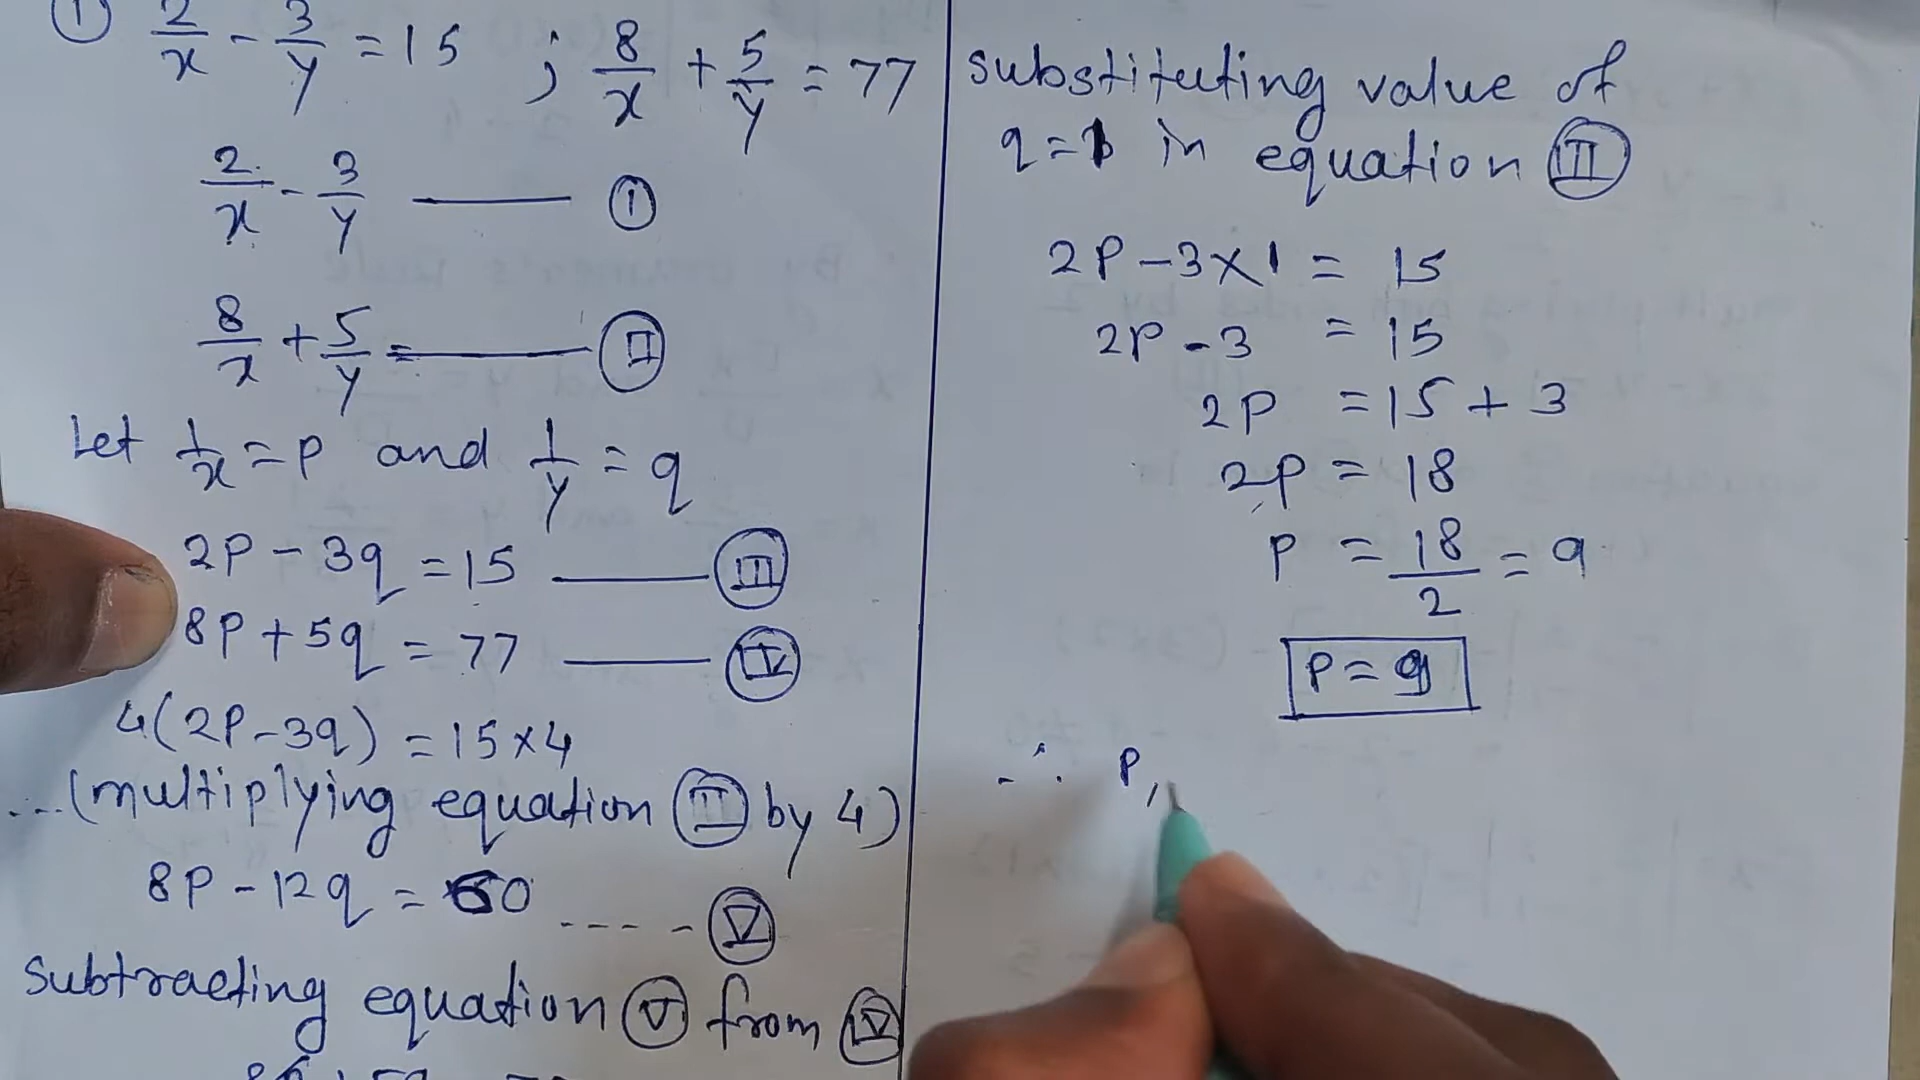 ① 2/x - 3/y = 15 ; 8/x + 5/y = 77
2/x - 3/y —— ①
8/x + 5/y = —— Ⅱ
Let 1/x = p and 1/y = q
2p - 3q = 15 —— Ⅲ
8p + 5q = 77 —— Ⅳ
4(2p - 3q) = 15 × 4
...(multiplying equation Ⅲ by 4)
8p - 12q = 60 ---- Ⅴ
Subtracting equation Ⅴ from Ⅳ
substituting value of
q = 1 in equation Ⅲ
2p - 3 × 1 = 15
2p - 3 = 15
2p = 15 + 3
2p = 18
p = 18/2 = 9
p = 9
∴ p,